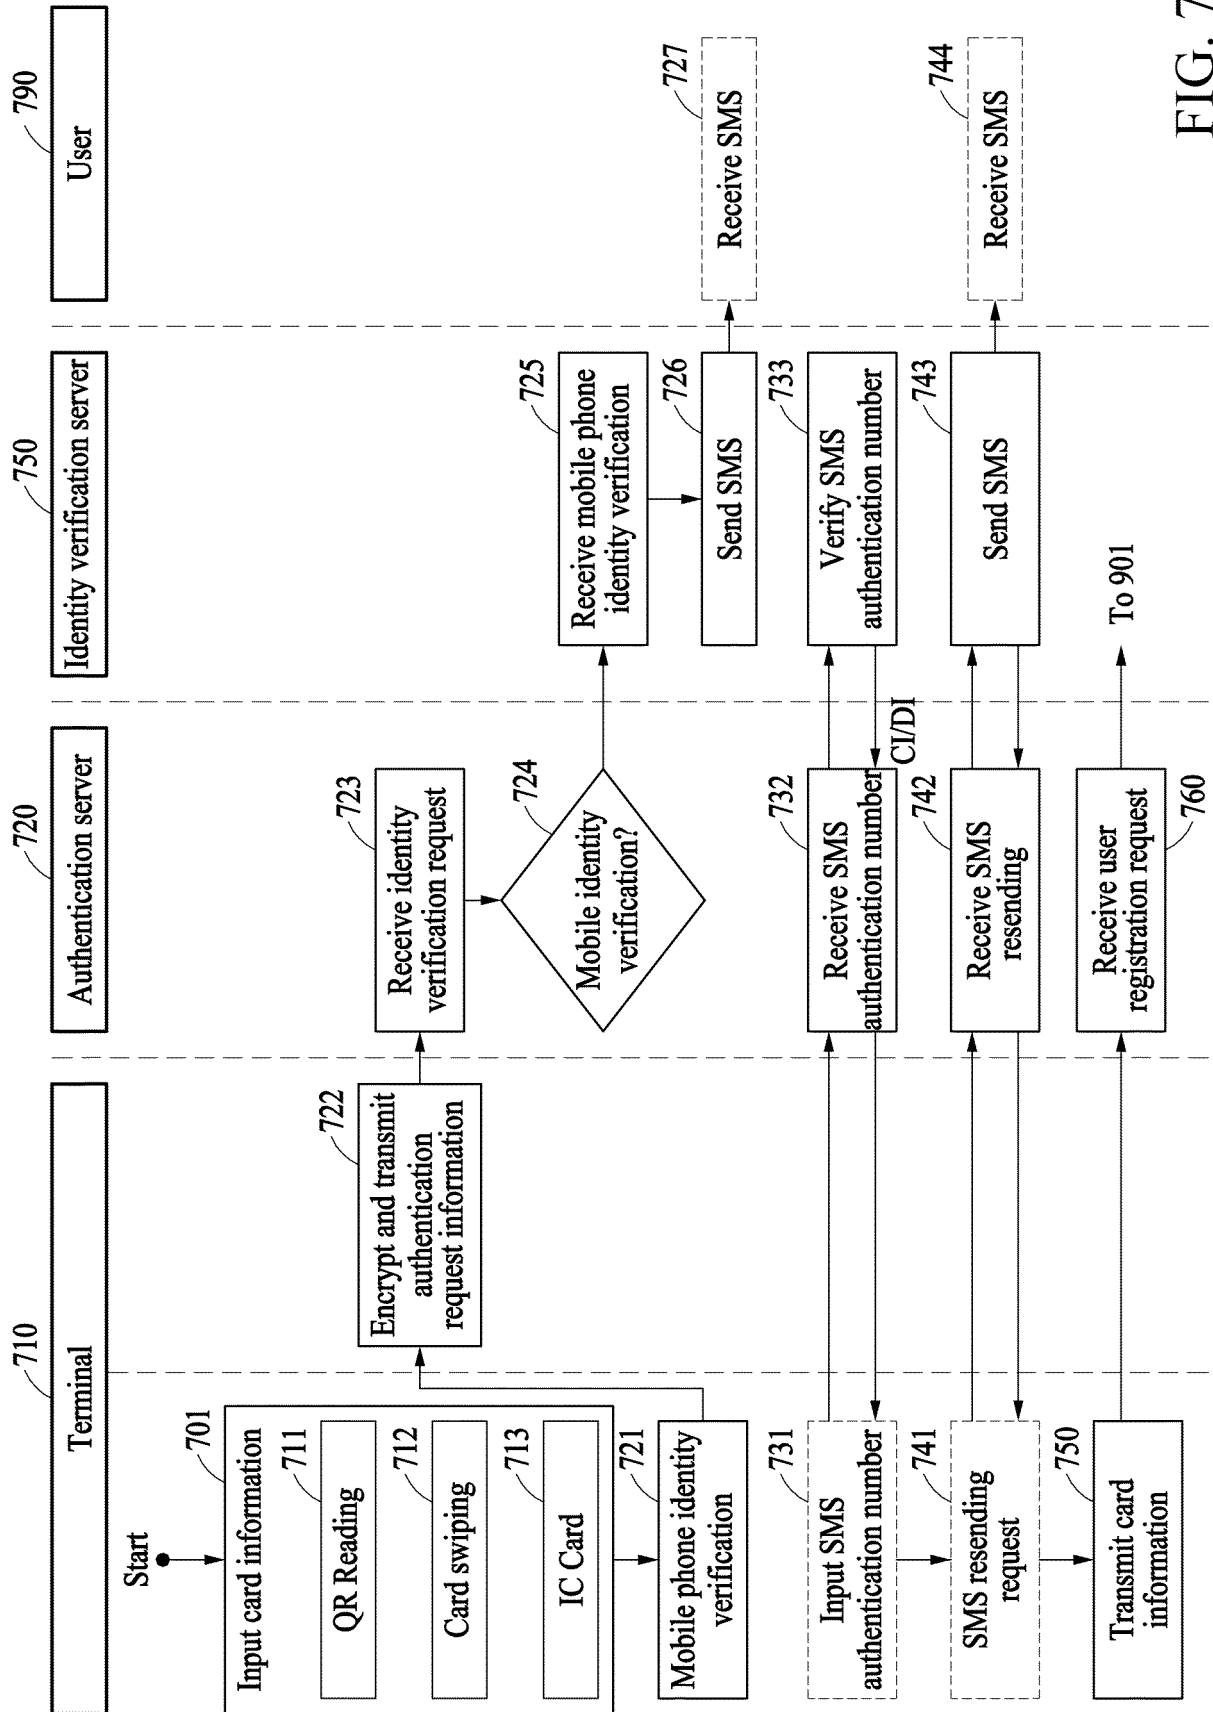 710
Terminal
720
Authentication server
750
Identity verification server
790
User
Start
701
Input card information
711
QR Reading
712
Card swiping
713
IC Card
721
Mobile phone identity
verification
722
Encrypt and transmit
authentication
request information
723
Receive identity
verification request
724
Mobile identity
verification?
725
Receive mobile phone
identity verification
726
Send SMS
727
Receive SMS
731
Input SMS
authentication number
732
Receive SMS
authentication number
CI/DI
733
Verify SMS
authentication number
741
SMS resending
request
742
Receive SMS
resending
743
Send SMS
744
Receive SMS
750
Transmit card
information
Receive user
registration request
760
To 901
FIG. 7